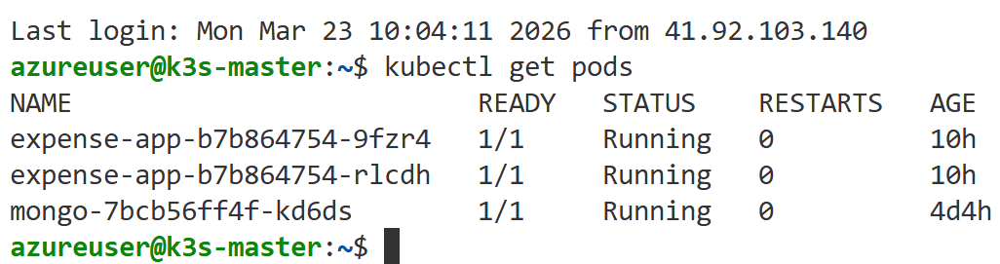 Last login: Mon Mar 23 10:04:11 2026 from 41.92.103.140
azureuser@k3s-master:~$ kubectl get pods
NAME                          READY   STATUS    RESTARTS   AGE
expense-app-b7b864754-9fzr4   1/1     Running   0          10h
expense-app-b7b864754-rlcdh   1/1     Running   0          10h
mongo-7bcb56ff4f-kd6ds        1/1     Running   0          4d4h
azureuser@k3s-master:~$